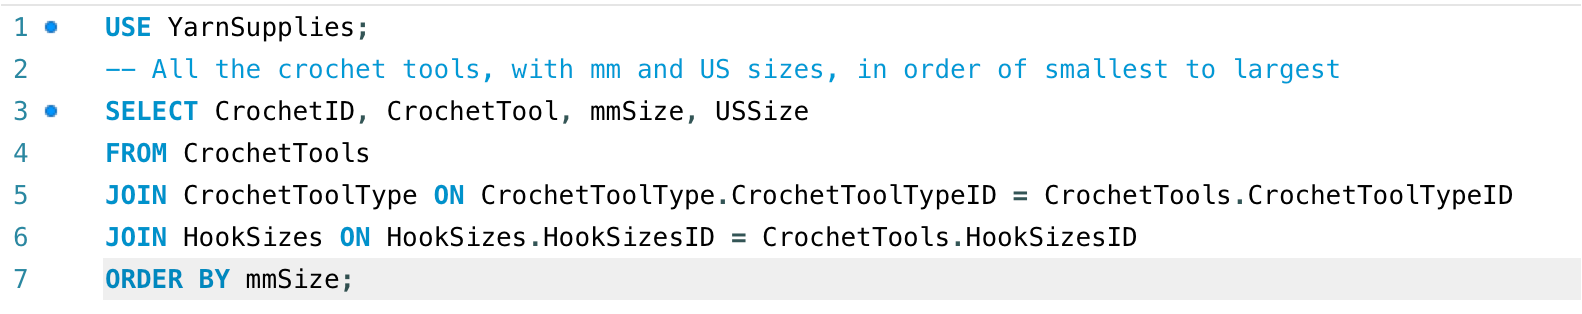 1 USE YarnSupplies;
2 -- All the crochet tools, with mm and US sizes, in order of smallest to largest
3 SELECT CrochetID, CrochetTool, mmSize, USSize
4 FROM CrochetTools
5 JOIN CrochetToolType ON CrochetToolType.CrochetToolTypeID = CrochetTools.CrochetToolTypeID
6 JOIN HookSizes ON HookSizes.HookSizesID = CrochetTools.HookSizesID
7 ORDER BY mmSize;